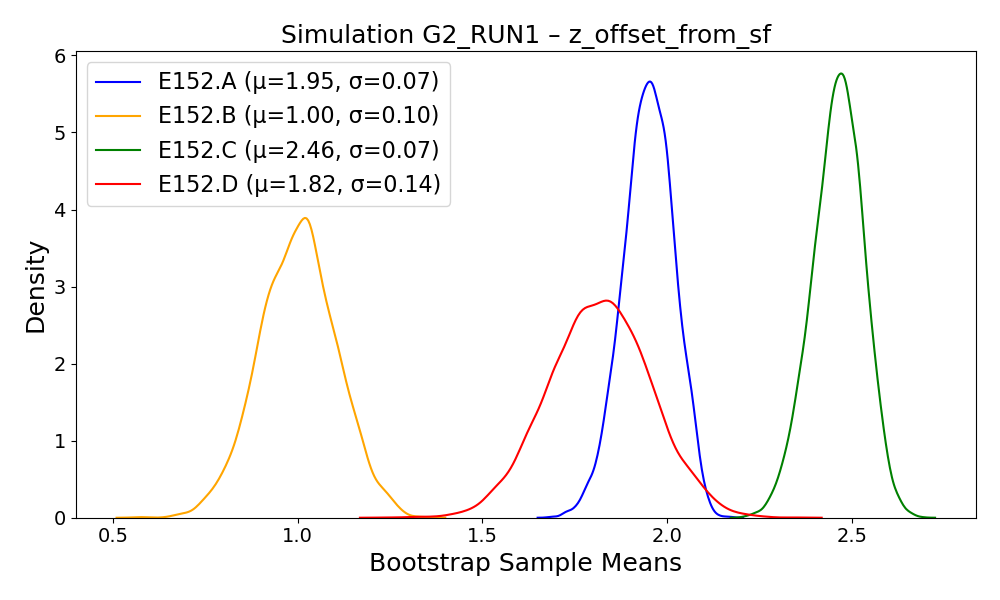 Simulation G2_RUN1 – z_offset_from_sf
6
5
4
3
2
1
0
Density
E152.A (μ=1.95, σ=0.07)
E152.B (μ=1.00, σ=0.10)
E152.C (μ=2.46, σ=0.07)
E152.D (μ=1.82, σ=0.14)
0.5 1.0 1.5 2.0 2.5
Bootstrap Sample Means